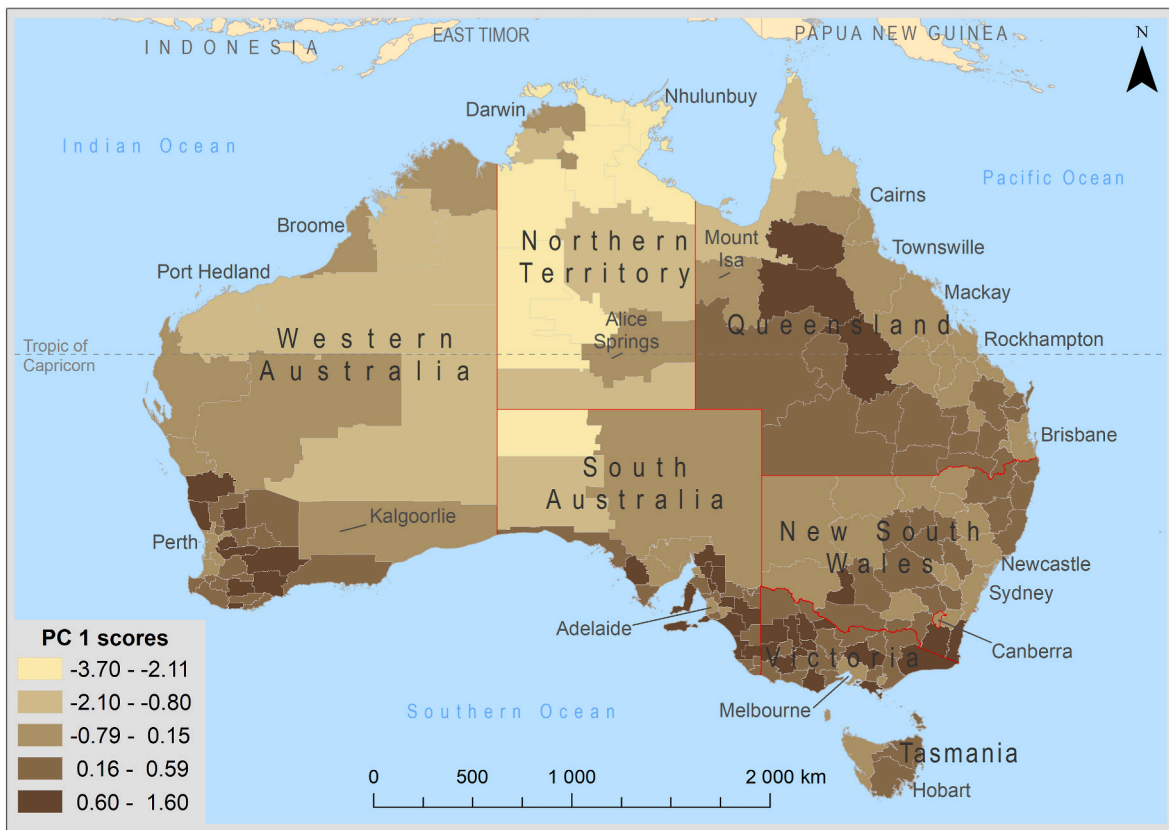 INDONESIA
EAST TIMOR
PAPUA NEW GUINEA
N
Darwin
Nhulunbuy
Indian Ocean
Pacific Ocean
Cairns
Broome
Northern
Territory
Mount
Isa
Townswille
Port Hedland
Mackay
Alice
Springs
Queensland
Western
Australia
Rockhampton
Tropic of
Capricorn
Brisbane
South
Australia
Kalgoorlie
New South
Wales
Perth
Newcastle
Sydney
Adelaide
Canberra
Victoria
Melbourne
Southern Ocean
Tasmania
Hobart
PC 1 scores
-3.70 - -2.11
-2.10 - -0.80
-0.79 - 0.15
0.16 - 0.59
0.60 - 1.60
0 500 1 000 2 000 km